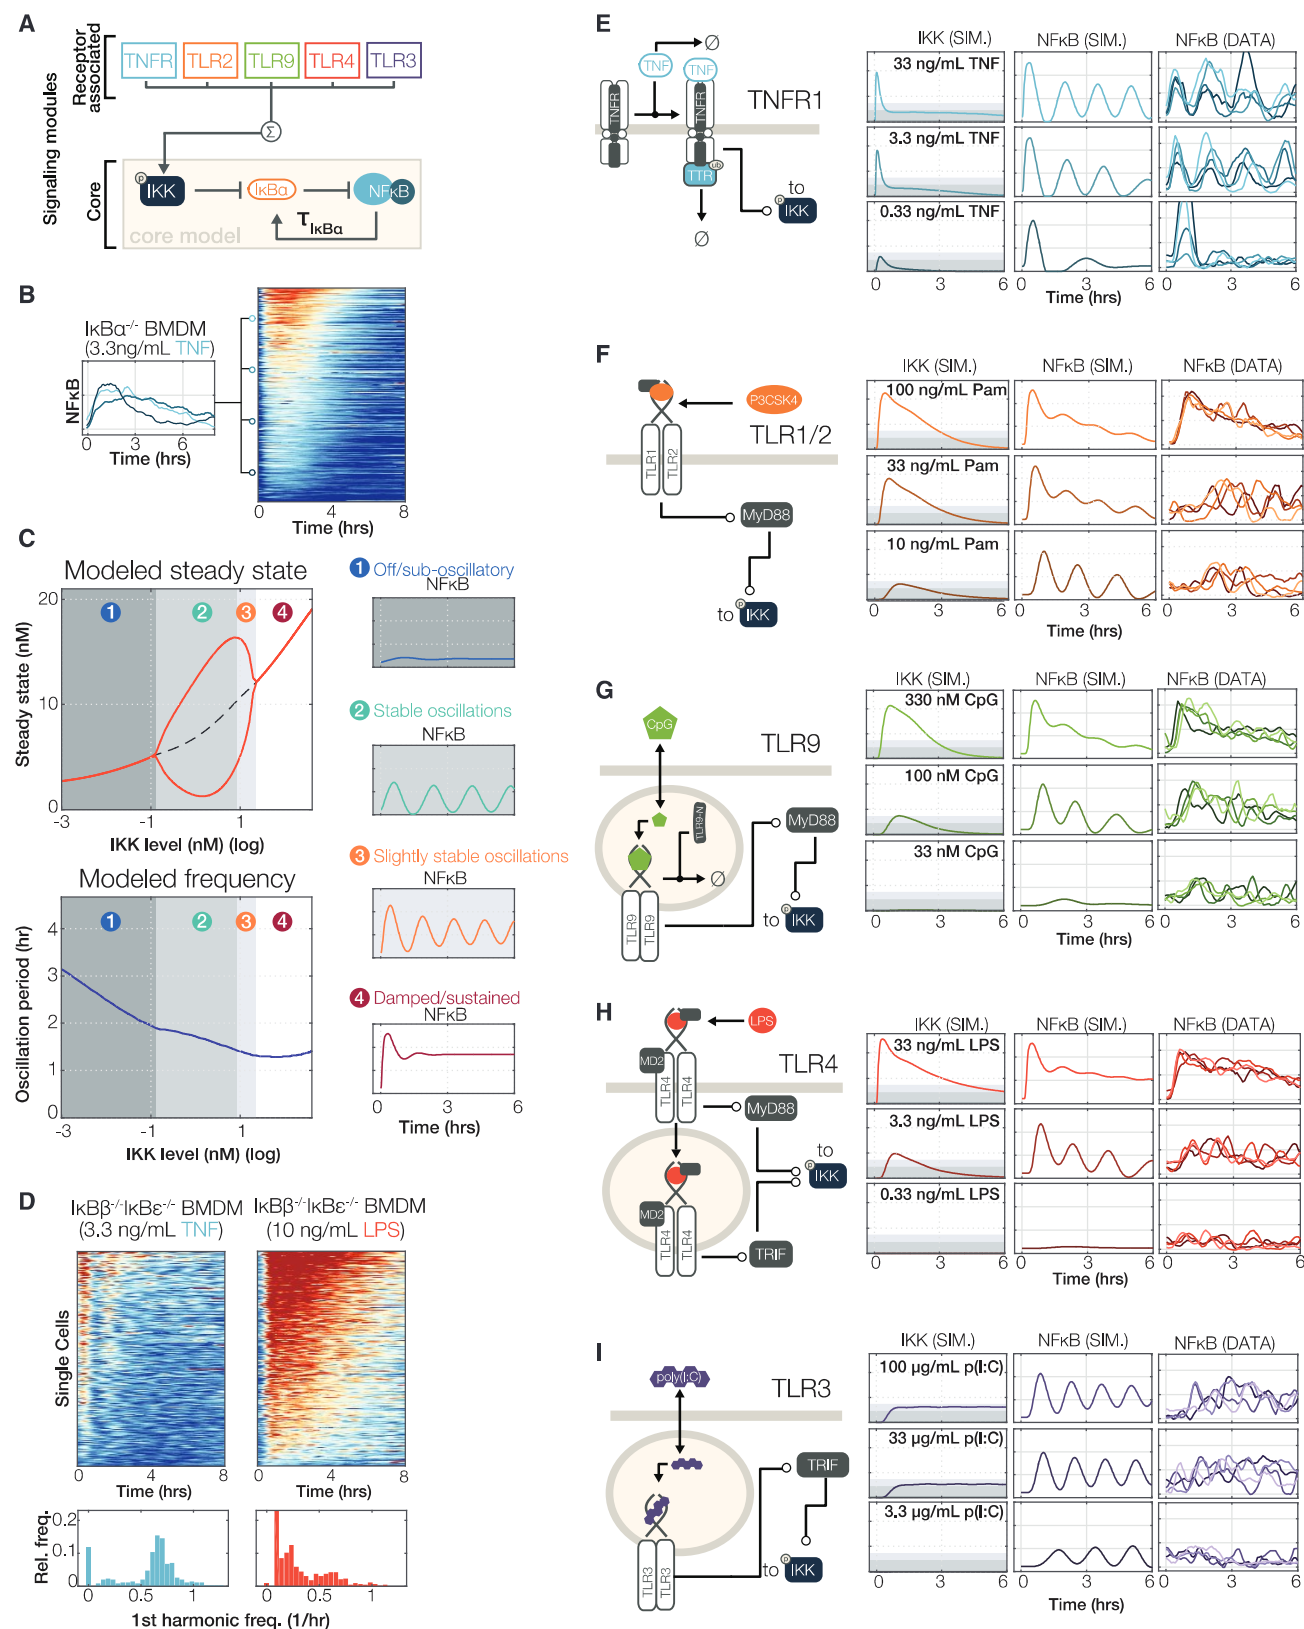 A
Signaling modules
Receptor
associated
Core
TNFR
TLR2
TLR9
TLR4
TLR3
Σ
p
IKK
IκBα
NFκB
τIκBα
core model
B
IκBα-/- BMDM
(3.3ng/mL TNF)
NFκB
0 3 6
Time (hrs)
0 4 8
Time (hrs)
C
Modeled steady state
Steady state (nM)
20
10
0
1 2 3 4
-3 -1 1
IKK level (nM) (log)
Modeled frequency
Oscillation period (hr)
4
3
2
1
0
1 2 3 4
-3 -1 1
IKK level (nM) (log)
1 Off/sub-oscillatory
NFκB
2 Stable oscillations
NFκB
3 Slightly stable oscillations
NFκB
4 Damped/sustained
NFκB
0 3 6
Time (hrs)
D
IκBβ-/-IκBε-/- BMDM
(3.3 ng/mL TNF)
IκBβ-/-IκBε-/- BMDM
(10 ng/mL LPS)
Single Cells
0 4 8
Time (hrs)
0 4 8
Time (hrs)
Rel. freq.
0.2
0.1
0
0 0.5 1
0 0.5 1
1st harmonic freq. (1/hr)
E
TNF
∅
TNF
TNFR
TNFR
TNFR1
TTR
ub
∅
to
p
IKK
IKK (SIM.)
NFκB (SIM.)
NFκB (DATA)
33 ng/mL TNF
3.3 ng/mL TNF
0.33 ng/mL TNF
0 3 6
0 3 6
0 3 6
Time (hrs)
F
P3CSK4
TLR1/2
TLR1
TLR2
MyD88
to
p
IKK
IKK (SIM.)
NFκB (SIM.)
NFκB (DATA)
100 ng/mL Pam
33 ng/mL Pam
10 ng/mL Pam
0 3 6
0 3 6
0 3 6
Time (hrs)
G
CpG
TLR9
TLR9-N
∅
TLR9
TLR9
MyD88
to
p
IKK
IKK (SIM.)
NFκB (SIM.)
NFκB (DATA)
330 nM CpG
100 nM CpG
33 nM CpG
0 3 6
0 3 6
0 3 6
Time (hrs)
H
LPS
TLR4
MD2
TLR4
TLR4
MyD88
to
p
IKK
MD2
TLR4
TLR4
TRIF
IKK (SIM.)
NFκB (SIM.)
NFκB (DATA)
33 ng/mL LPS
3.3 ng/mL LPS
0.33 ng/mL LPS
0 3 6
0 3 6
0 3 6
Time (hrs)
I
poly(I:C)
TLR3
TRIF
TLR3
TLR3
to
p
IKK
IKK (SIM.)
NFκB (SIM.)
NFκB (DATA)
100 μg/mL p(I:C)
33 μg/mL p(I:C)
3.3 μg/mL p(I:C)
0 3 6
0 3 6
0 3 6
Time (hrs)